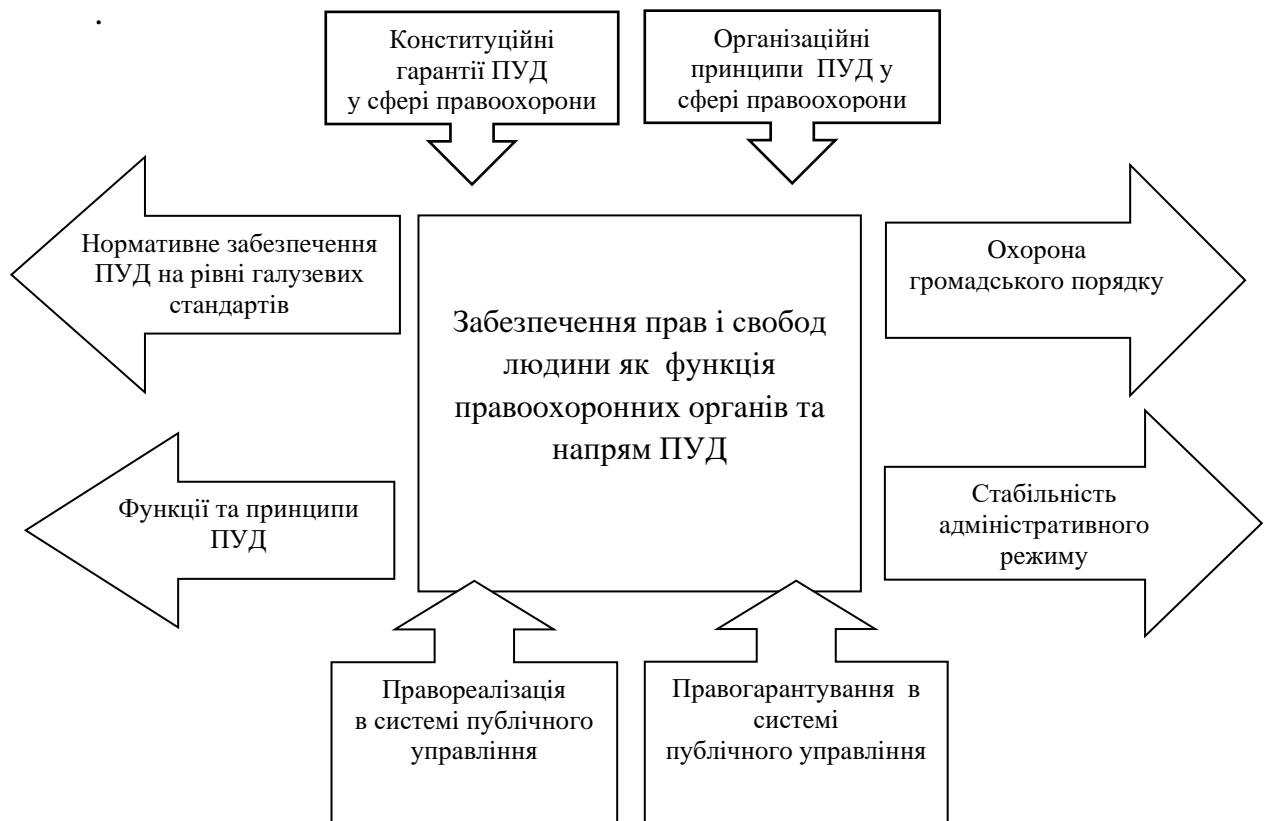 .
Конституційні
гарантії ПУД
у сфері правоохорони
Організаційні
принципи ПУД у
сфері правоохорони
Нормативне забезпечення
ПУД на рівні галузевих
стандартів
Охорона
громадського порядку
Забезпечення прав і свобод
людини як функція
правоохоронних органів та
напрям ПУД
Функції та принципи
ПУД
Стабільність
адміністративного
режиму
Правореалізація
в системі публічного
управління
Правогарантування в
системі
публічного управління